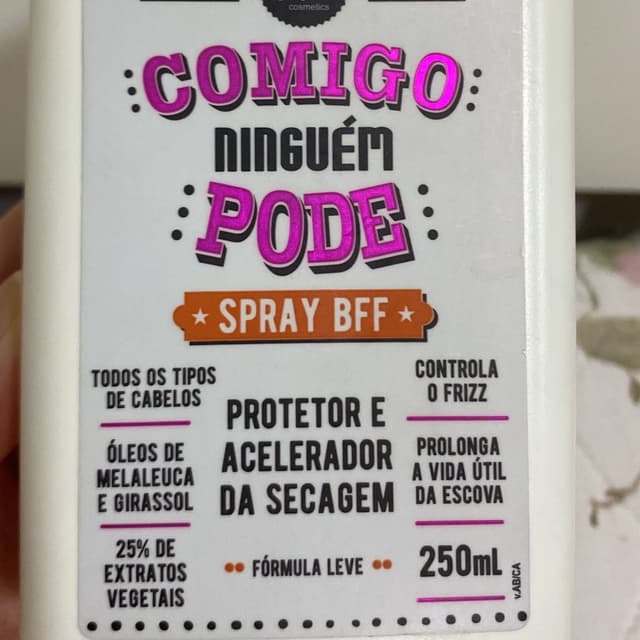 cosmetics
COMIGO
NINGUÉM
PODE
SPRAY BFF
TODOS OS TIPOS
DE CABELOS
ÓLEOS DE
MELALEUCA
E GIRASSOL
25% DE
EXTRATOS
VEGETAIS
PROTETOR E
ACELERADOR
DA SECAGEM
FÓRMULA LEVE
CONTROLA
O FRIZZ
PROLONGA
A VIDA ÚTIL
DA ESCOVA
250mL
V.ABICA